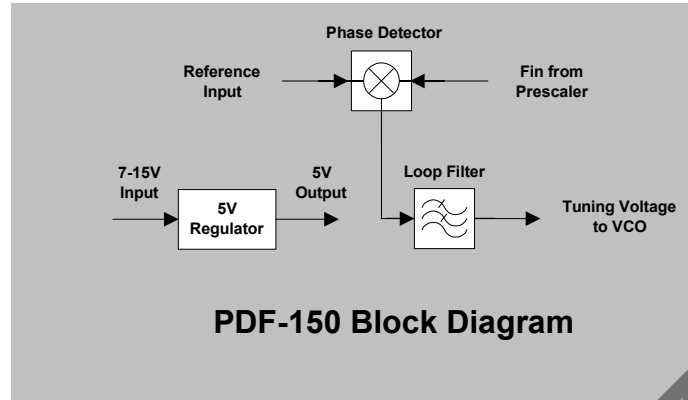 Phase Detector
Reference
Input
Fin from
Prescaler
7-15V
Input
5V
Output
Loop Filter
5V
Regulator
Tuning Voltage
to VCO
PDF-150 Block Diagram